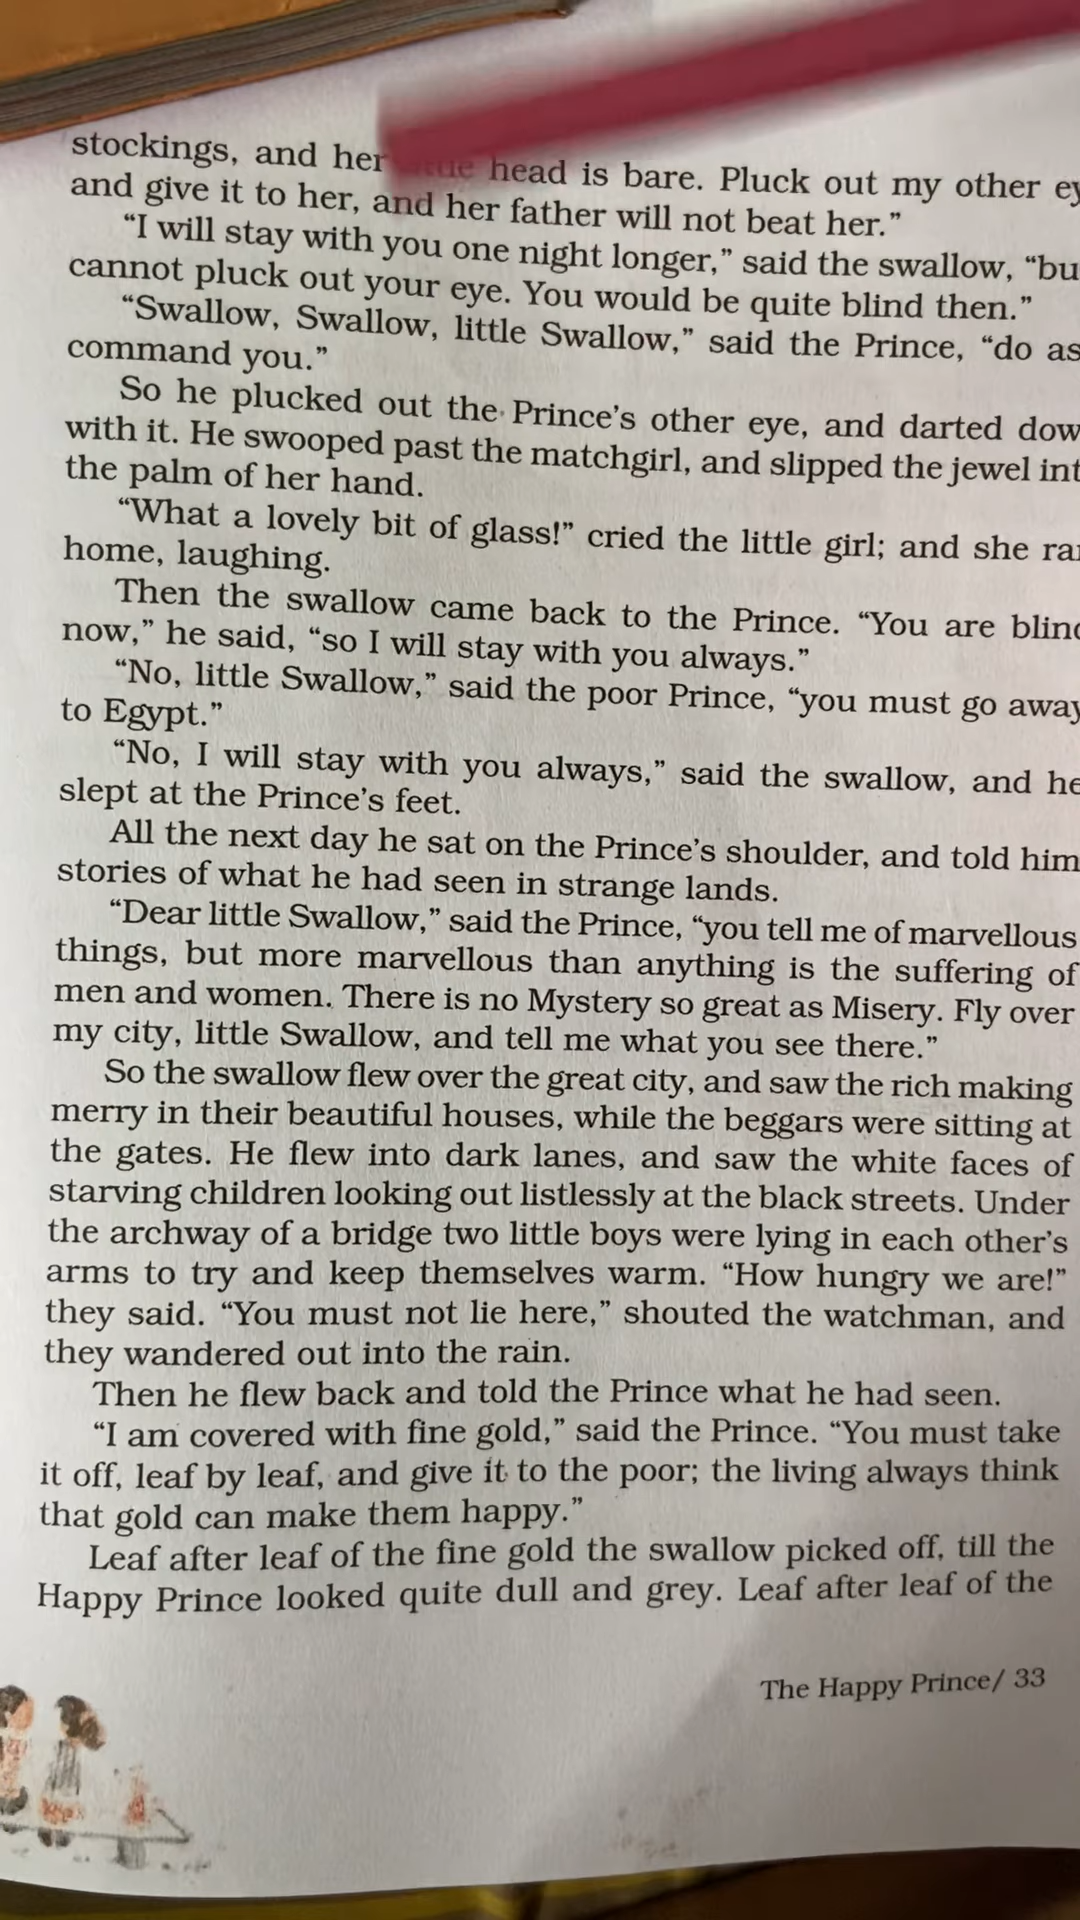 stockings, and her head is bare. Pluck out my other ey
and give it to her, and her father will not beat her.”
“I will stay with you one night longer,” said the swallow, “bu
cannot pluck out your eye. You would be quite blind then.”
“Swallow, Swallow, little Swallow,” said the Prince, “do as
command you.”
So he plucked out the Prince’s other eye, and darted dow
with it. He swooped past the matchgirl, and slipped the jewel int
the palm of her hand.
“What a lovely bit of glass!” cried the little girl; and she ra
home, laughing.
Then the swallow came back to the Prince. “You are blin
now,” he said, “so I will stay with you always.”
“No, little Swallow,” said the poor Prince, “you must go away
to Egypt.”
“No, I will stay with you always,” said the swallow, and he
slept at the Prince’s feet.
All the next day he sat on the Prince’s shoulder, and told him
stories of what he had seen in strange lands.
“Dear little Swallow,” said the Prince, “you tell me of marvellous
things, but more marvellous than anything is the suffering of
men and women. There is no Mystery so great as Misery. Fly over
my city, little Swallow, and tell me what you see there.”
So the swallow flew over the great city, and saw the rich making
merry in their beautiful houses, while the beggars were sitting at
the gates. He flew into dark lanes, and saw the white faces of
starving children looking out listlessly at the black streets. Under
the archway of a bridge two little boys were lying in each other’s
arms to try and keep themselves warm. “How hungry we are!”
they said. “You must not lie here,” shouted the watchman, and
they wandered out into the rain.
Then he flew back and told the Prince what he had seen.
“I am covered with fine gold,” said the Prince. “You must take
it off, leaf by leaf, and give it to the poor; the living always think
that gold can make them happy.”
Leaf after leaf of the fine gold the swallow picked off, till the
Happy Prince looked quite dull and grey. Leaf after leaf of the
The Happy Prince/ 33